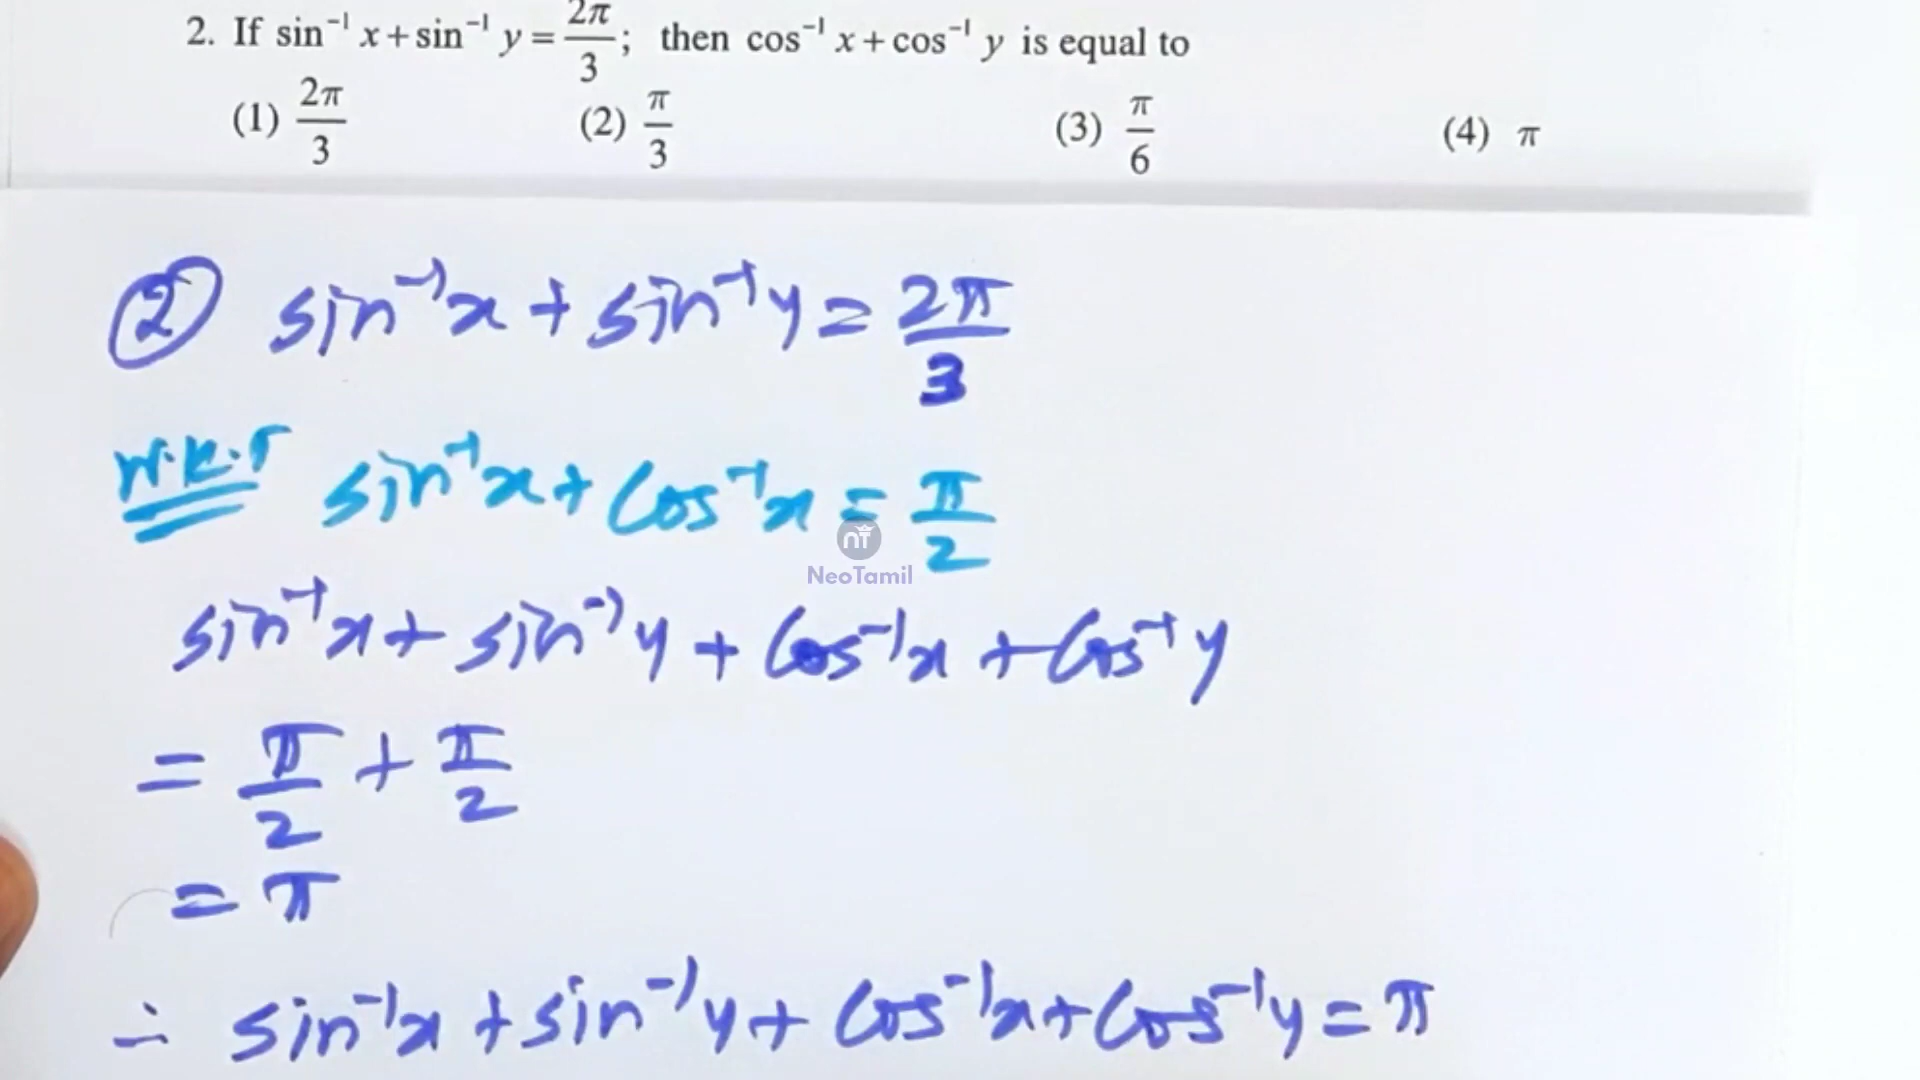 2. If sin⁻¹ x + sin⁻¹ y = 2π/3; then cos⁻¹ x + cos⁻¹ y is equal to
(1) 2π/3 (2) π/3 (3) π/6 (4) π
② sin⁻¹x + sin⁻¹y = 2π/3
W.K.T sin⁻¹x + cos⁻¹x = π/2
NeoTamil
sin⁻¹x + sin⁻¹y + cos⁻¹x + cos⁻¹y
= π/2 + π/2
= π
∴ sin⁻¹x + sin⁻¹y + cos⁻¹x + cos⁻¹y = π